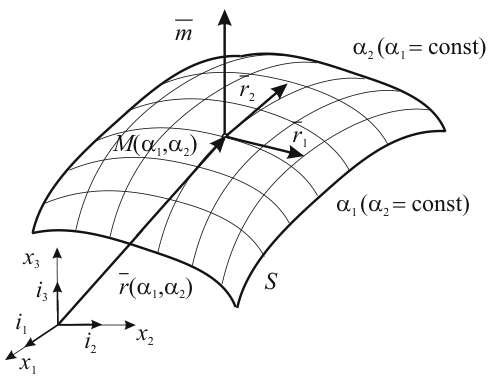 m̅
α₂ (α₁ = const)
r̅₂
M(α₁,α₂)
r̅₁
α₁ (α₂ = const)
x₃
r̅(α₁,α₂)
S
i₃
i₁
x₂
i₂
x₁